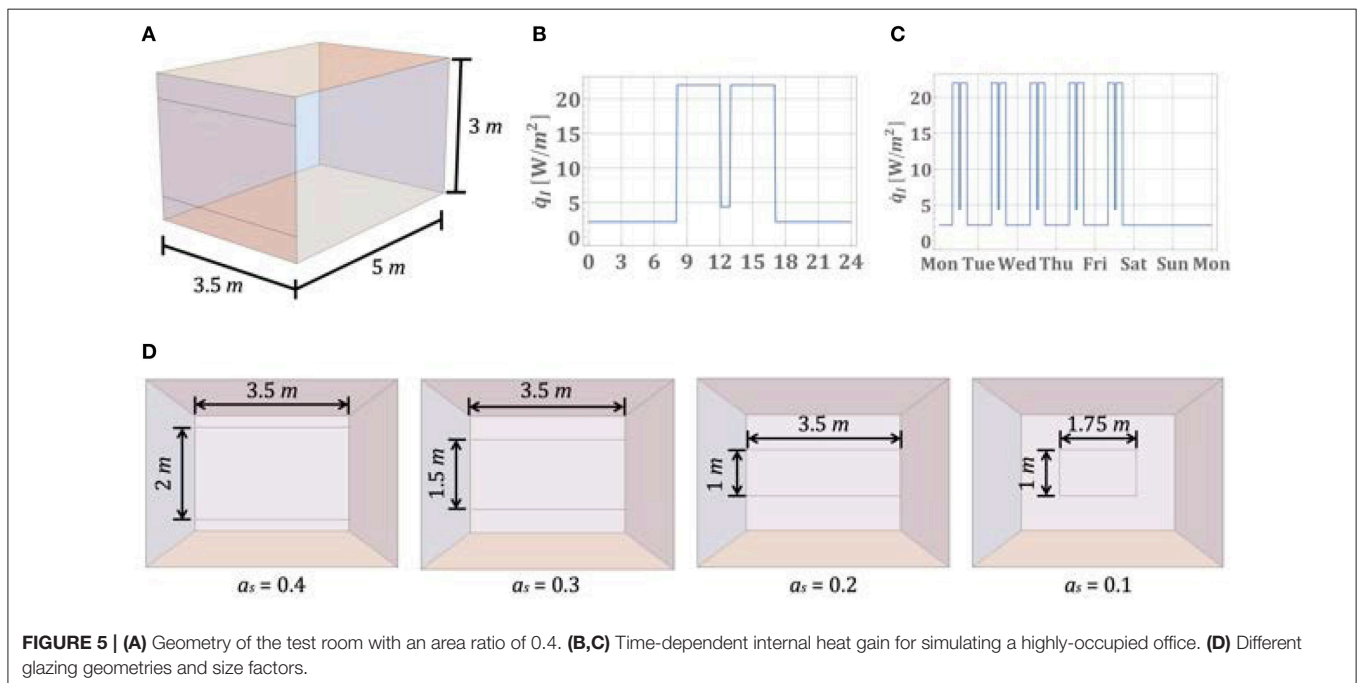 A
3 m
5 m
3.5 m
B
q̇I [W/m²]
20
15
10
5
0
0 3 6 9 12 15 18 21 24
C
q̇I [W/m²]
20
15
10
5
0
Mon Tue Wed Thu Fri Sat Sun Mon
D
3.5 m
2 m
as = 0.4
3.5 m
1.5 m
as = 0.3
3.5 m
1 m
as = 0.2
1.75 m
1 m
as = 0.1
FIGURE 5 | (A) Geometry of the test room with an area ratio of 0.4. (B,C) Time-dependent internal heat gain for simulating a highly-occupied office. (D) Different
glazing geometries and size factors.